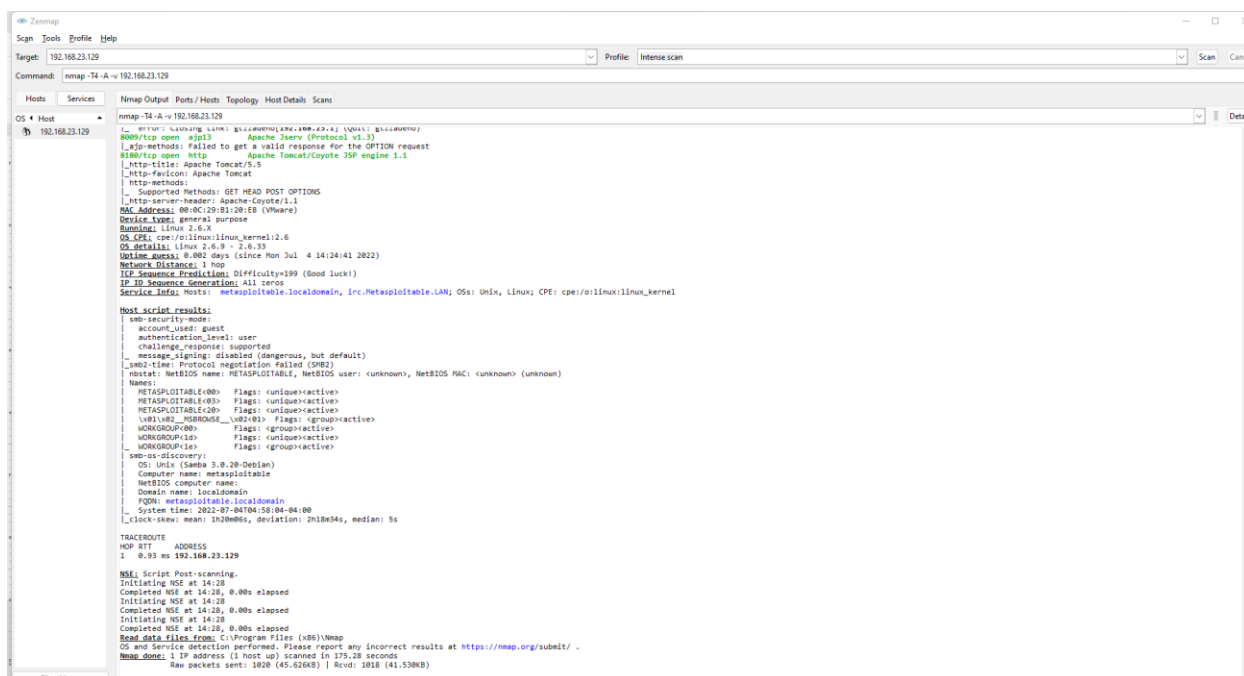 Zenmap
Scan Tools Profile Help
Target: 192.168.23.129 Profile: Intense scan Scan
Command: nmap -T4 -A -v 192.168.23.129
Hosts Services Nmap Output Ports / Hosts Topology Host Details Scans
OS Host nmap -T4 -A -v 192.168.23.129
192.168.23.129
8009/tcp open ajp13 Apache Jserv (Protocol v1.3)
|_ajp-methods: Failed to get a valid response for the OPTION request
8180/tcp open http Apache Tomcat/Coyote JSP engine 1.1
|_http-title: Apache Tomcat/5.5
|_http-favicon: Apache Tomcat
| http-methods:
|_ Supported Methods: GET HEAD POST OPTIONS
|_http-server-header: Apache-Coyote/1.1
MAC Address: 00:0C:29:B1:20:E8 (VMware)
Device type: general purpose
Running: Linux 2.6.X
OS CPE: cpe:/o:linux:linux_kernel:2.6
OS details: Linux 2.6.9 - 2.6.33
Uptime guess: 0.002 days (since Mon Jul 4 14:24:41 2022)
Network Distance: 1 hop
TCP Sequence Prediction: Difficulty=199 (Good luck!)
IP ID Sequence Generation: All zeros
Service Info: Hosts: metasploitable.localdomain, irc.Metasploitable.LAN; OSs: Unix, Linux; CPE: cpe:/o:linux:linux_kernel
Host script results:
| smb-security-mode:
| account_used: guest
| authentication_level: user
| challenge_response: supported
|_ message_signing: disabled (dangerous, but default)
|_smb2-time: Protocol negotiation failed (SMB2)
| nbstat: NetBIOS name: METASPLOITABLE, NetBIOS user: <unknown>, NetBIOS MAC: <unknown> (unknown)
| Names:
| METASPLOITABLE<00> Flags: <unique><active>
| METASPLOITABLE<03> Flags: <unique><active>
| METASPLOITABLE<20> Flags: <unique><active>
| \x01\x02__MSBROWSE__\x02<01> Flags: <group><active>
| WORKGROUP<00> Flags: <group><active>
| WORKGROUP<1d> Flags: <unique><active>
|_ WORKGROUP<1e> Flags: <group><active>
| smb-os-discovery:
| OS: Unix (Samba 3.0.20-Debian)
| Computer name: metasploitable
| NetBIOS computer name:
| Domain name: localdomain
| FQDN: metasploitable.localdomain
|_ System time: 2022-07-04T04:58:04-04:00
|_clock-skew: mean: 1h20m06s, deviation: 2h18m34s, median: 5s
TRACEROUTE
HOP RTT ADDRESS
1 0.93 ms 192.168.23.129
NSE: Script Post-scanning.
Initiating NSE at 14:28
Completed NSE at 14:28, 0.00s elapsed
Initiating NSE at 14:28
Completed NSE at 14:28, 0.00s elapsed
Initiating NSE at 14:28
Completed NSE at 14:28, 0.00s elapsed
Read data files from: C:\Program Files (x86)\Nmap
OS and Service detection performed. Please report any incorrect results at https://nmap.org/submit/ .
Nmap done: 1 IP address (1 host up) scanned in 175.28 seconds
Raw packets sent: 1020 (45.626KB) | Rcvd: 1018 (41.530KB)